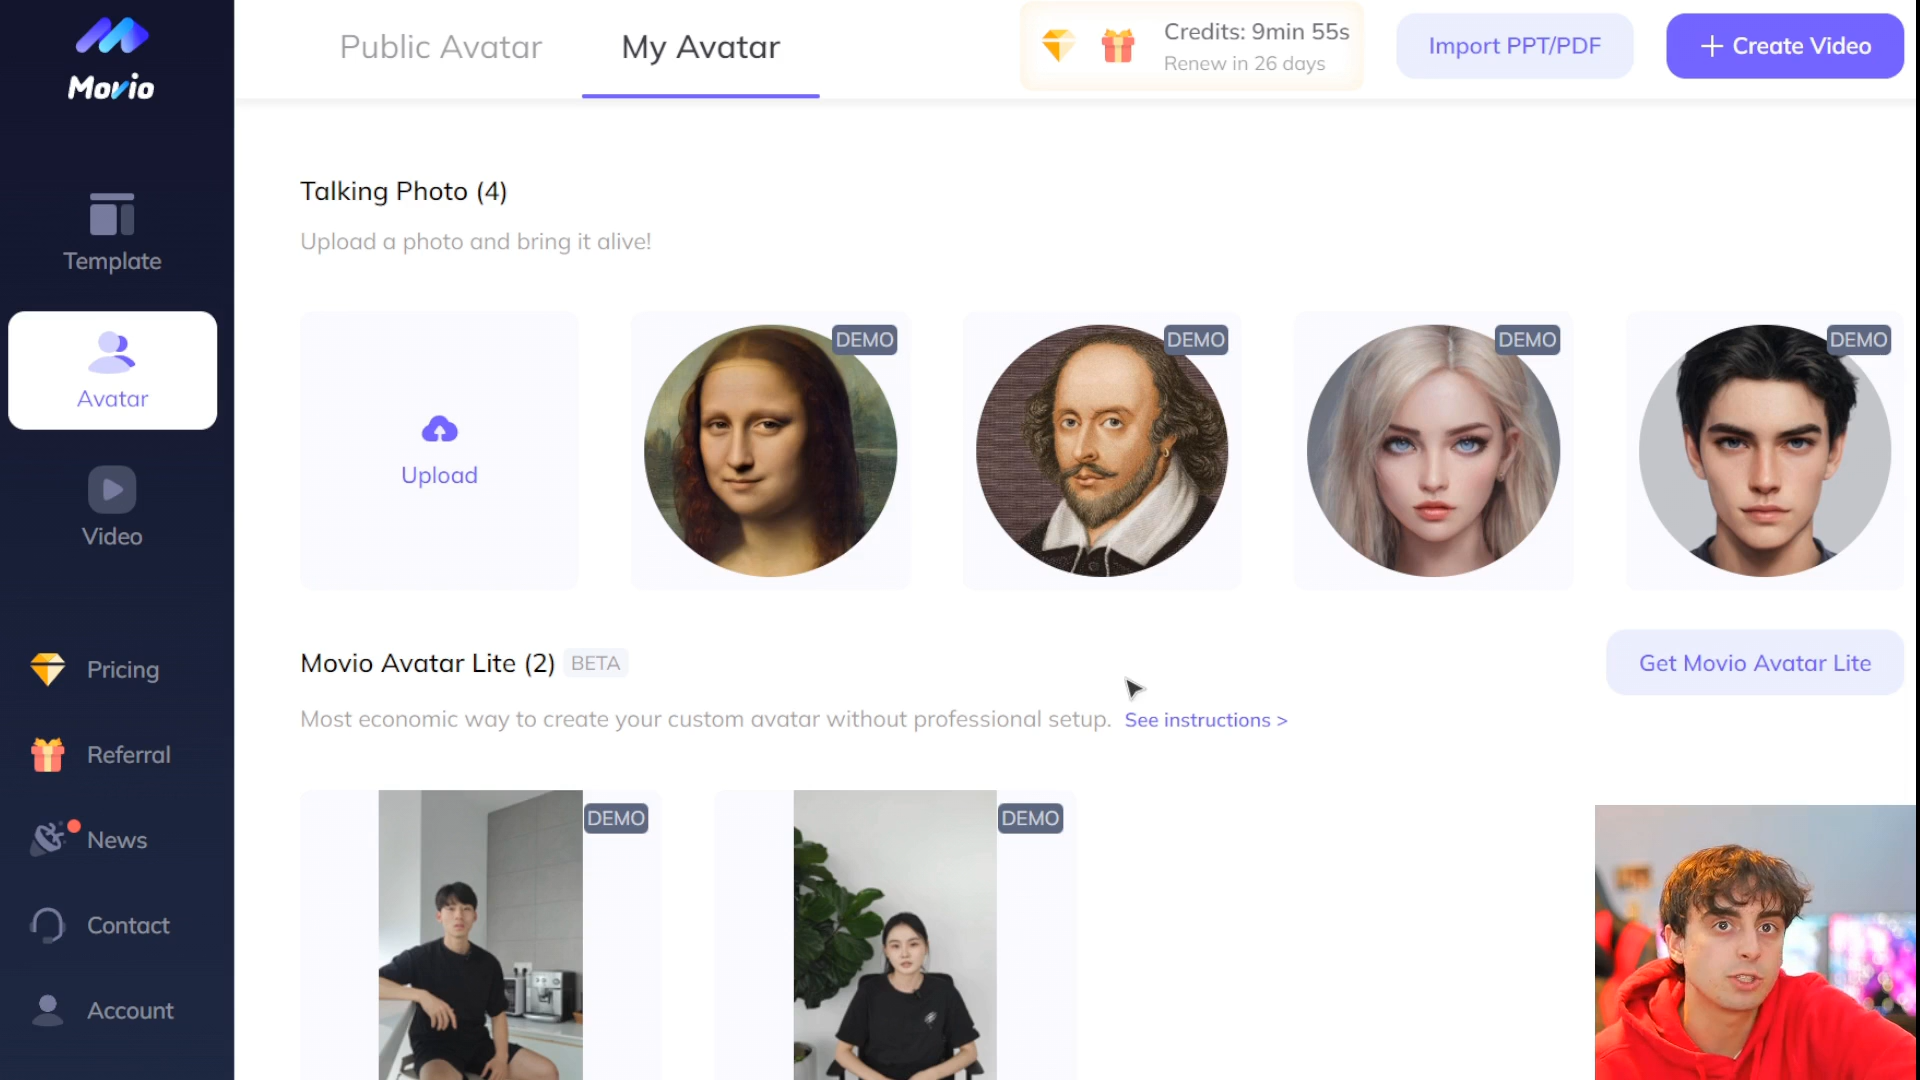 Movio
Public Avatar
My Avatar
Credits: 9min 55s
Renew in 26 days
Import PPT/PDF
+ Create Video
Template
Avatar
Video
Pricing
Referral
News
Contact
Account
Talking Photo (4)
Upload a photo and bring it alive!
Upload
DEMO
DEMO
DEMO
DEMO
Movio Avatar Lite (2) BETA
Get Movio Avatar Lite
Most economic way to create your custom avatar without professional setup. See instructions >
DEMO
DEMO